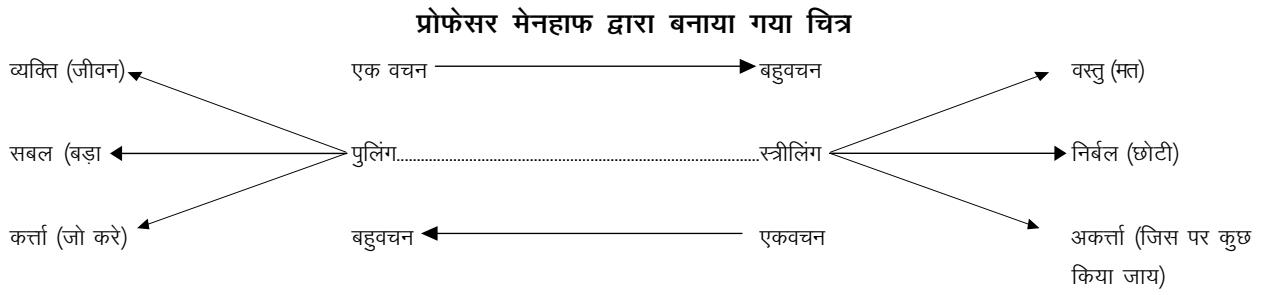 प्रोफेसर मेनहाफ द्वारा बनाया गया चित्र
व्यक्ति (जीवन) एक वचन बहुवचन वस्तु (मत)
सबल (बड़ा पुलिंग स्त्रीलिंग निर्बल (छोटी)
कर्त्ता (जो करे) बहुवचन एकवचन अकर्त्ता (जिस पर कुछ
किया जाय)